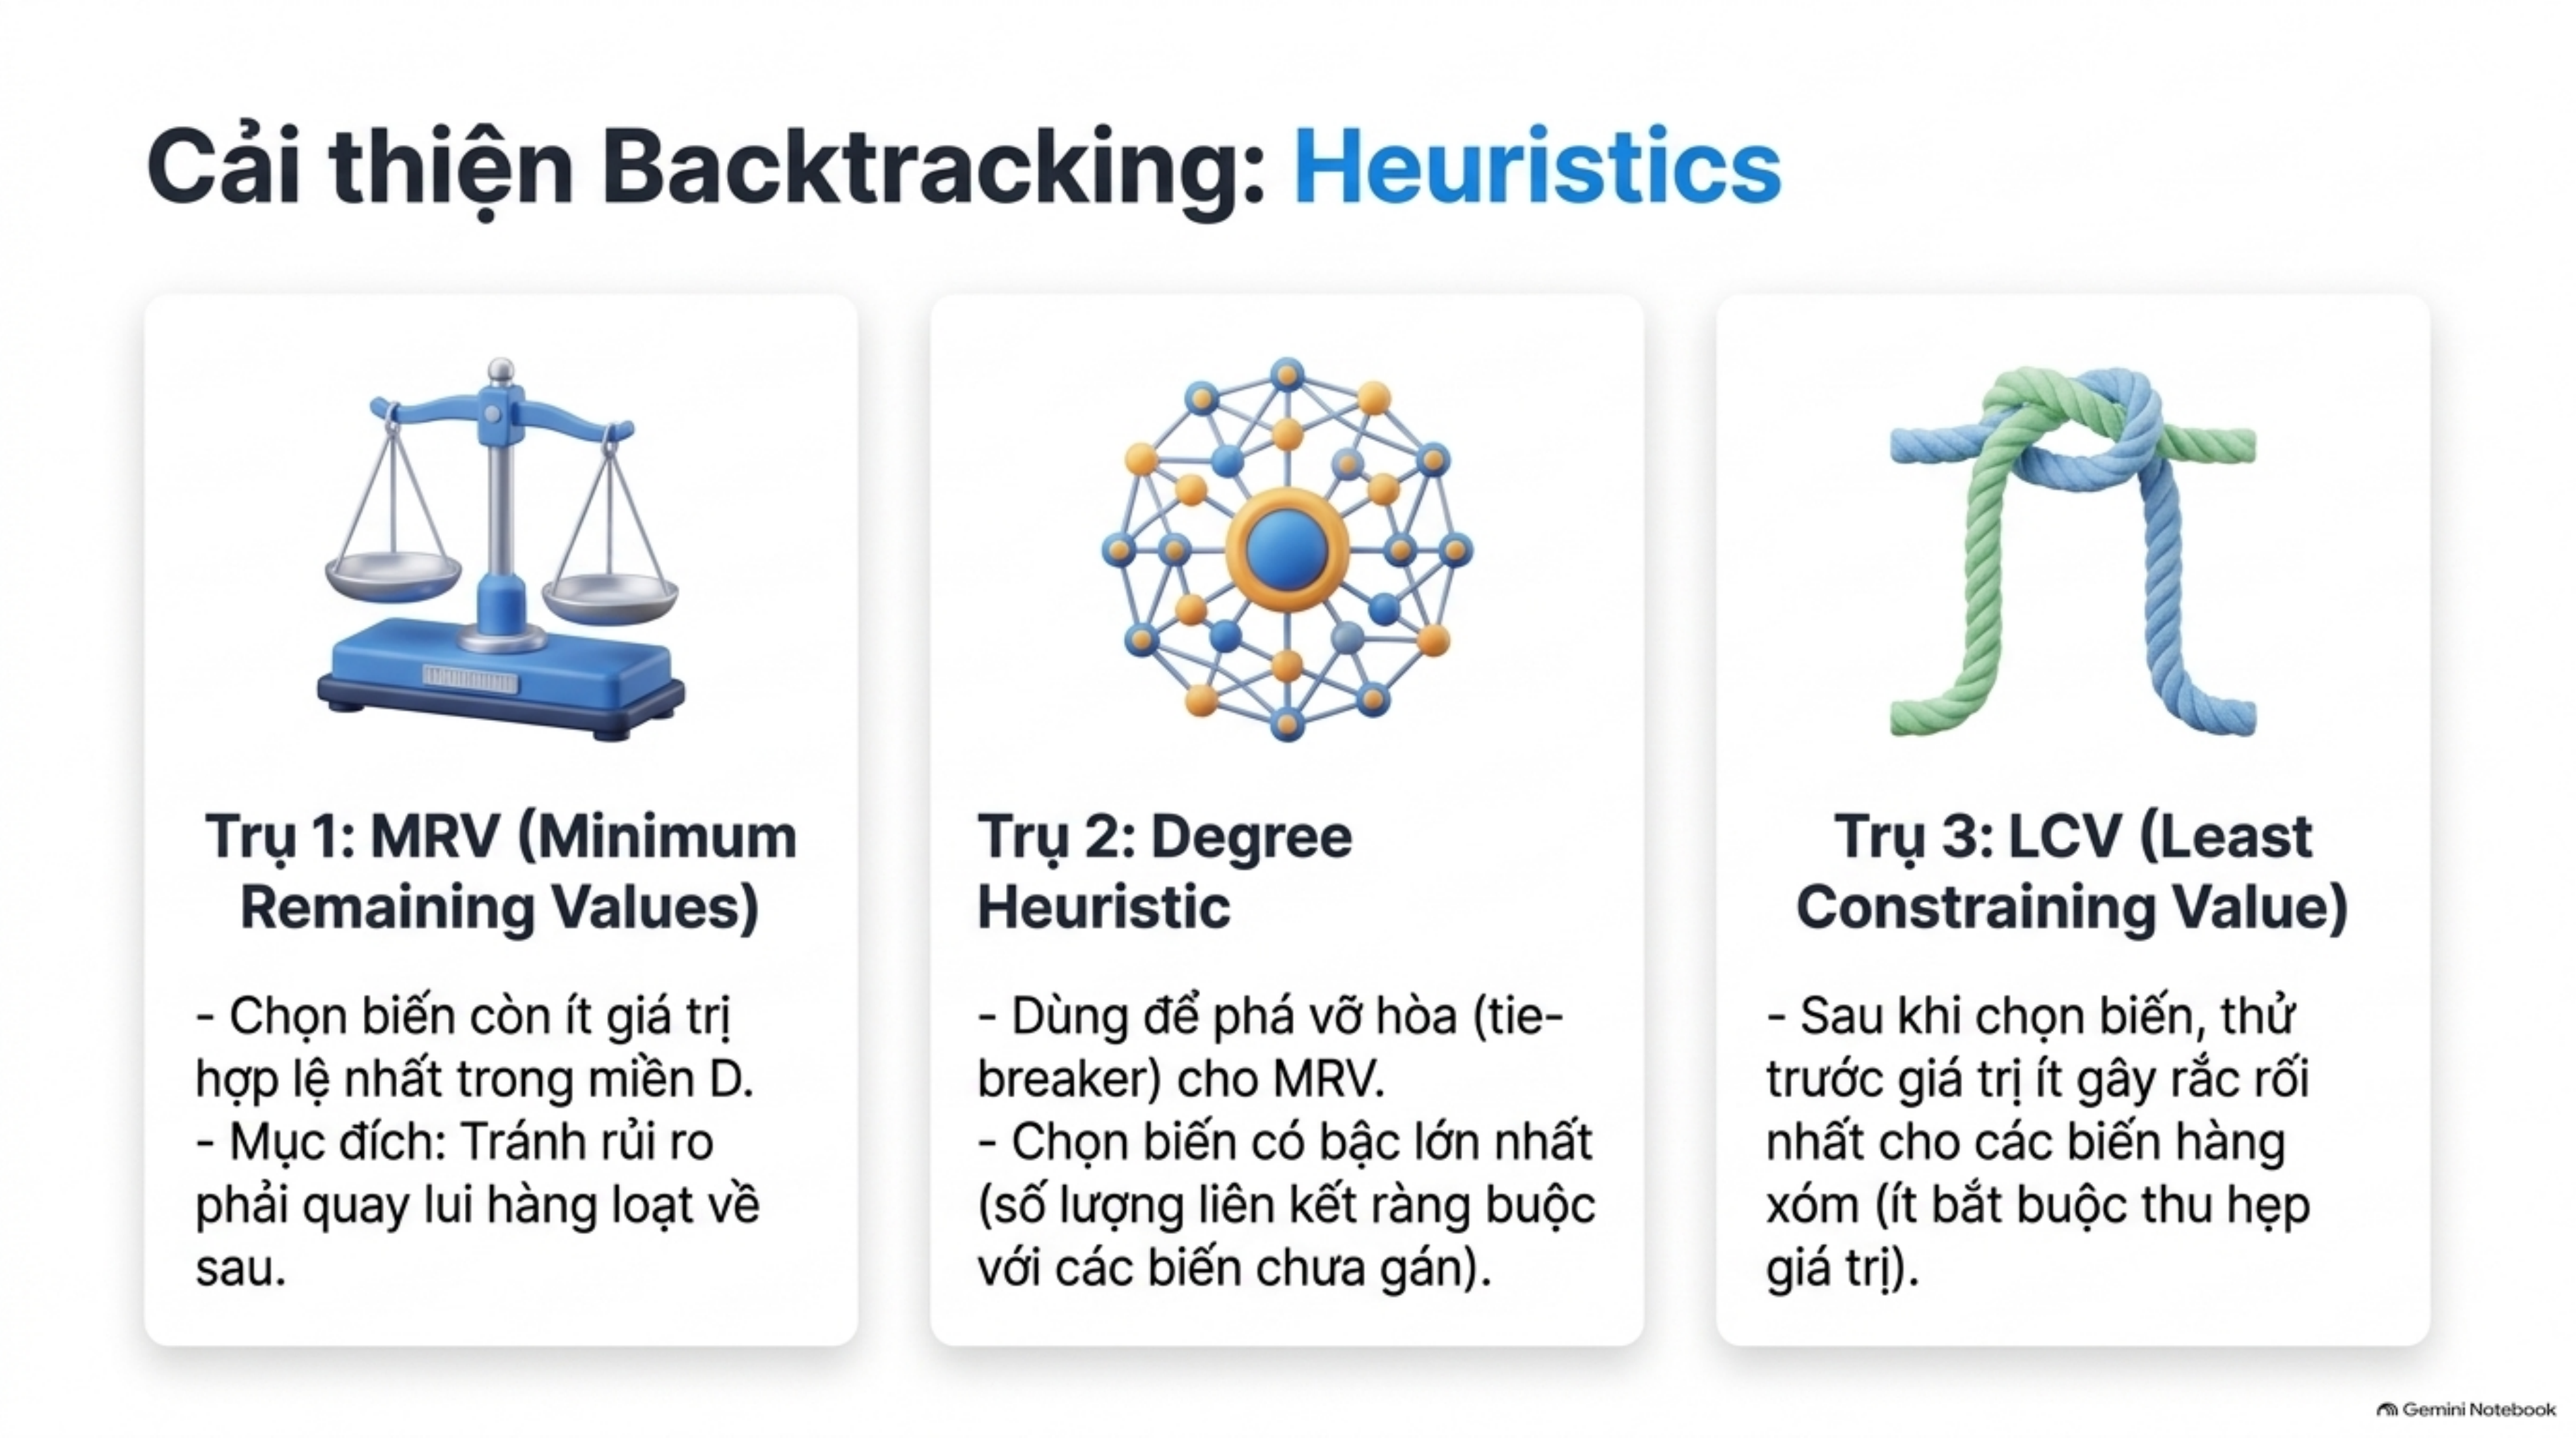 Cải thiện Backtracking: Heuristics
Trụ 1: MRV (Minimum
Remaining Values)
- Chọn biến còn ít giá trị
hợp lệ nhất trong miền D.
- Mục đích: Tránh rủi ro
phải quay lui hàng loạt về
sau.
Trụ 2: Degree
Heuristic
- Dùng để phá vỡ hòa (tie-
breaker) cho MRV.
- Chọn biến có bậc lớn nhất
(số lượng liên kết ràng buộc
với các biến chưa gán).
Trụ 3: LCV (Least
Constraining Value)
- Sau khi chọn biến, thử
trước giá trị ít gây rắc rối
nhất cho các biến hàng
xóm (ít bắt buộc thu hẹp
giá trị).
Gemini Notebook